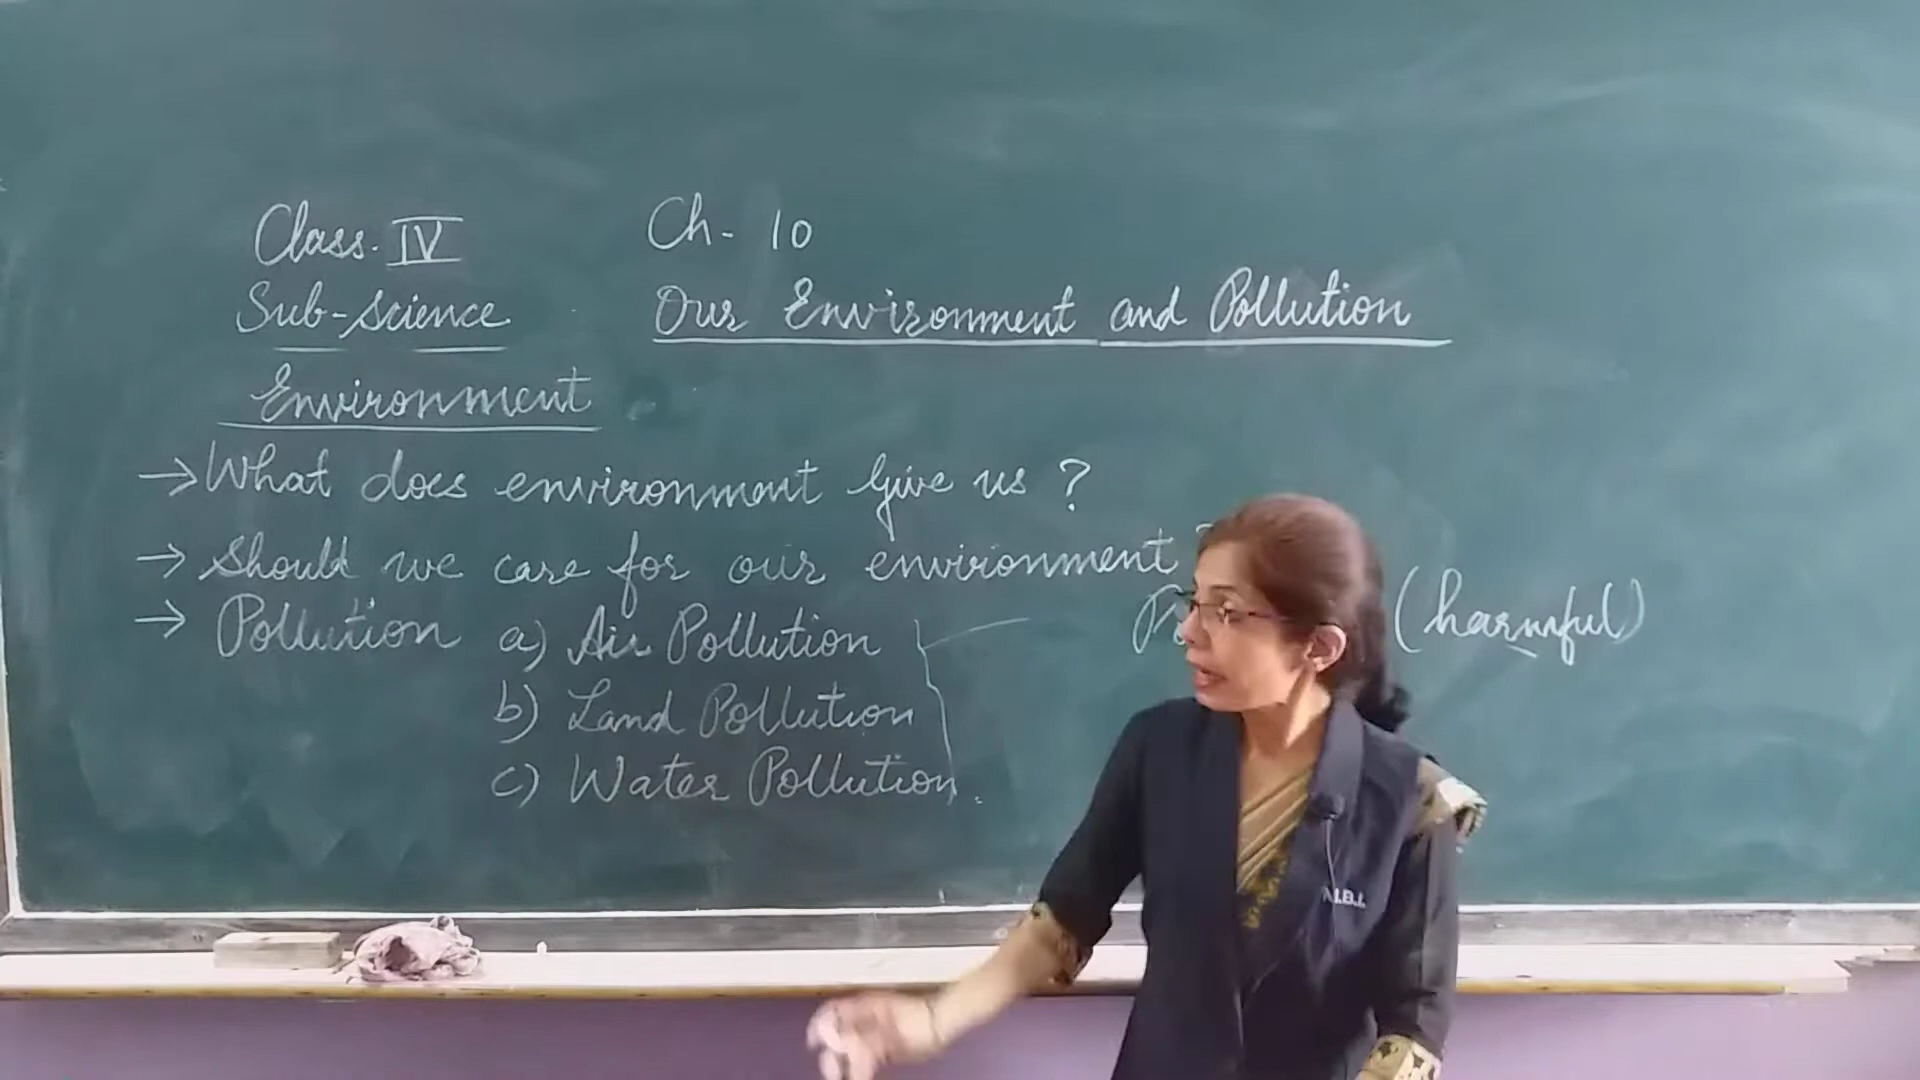 Class. IV
Ch- 10
Sub-Science
Our Environment and Pollution
Environment
→ What does environment give us ?
→ Should we care for our environment ?
→ Pollution a) Air Pollution
(harmful)
b) Land Pollution
c) Water Pollution.